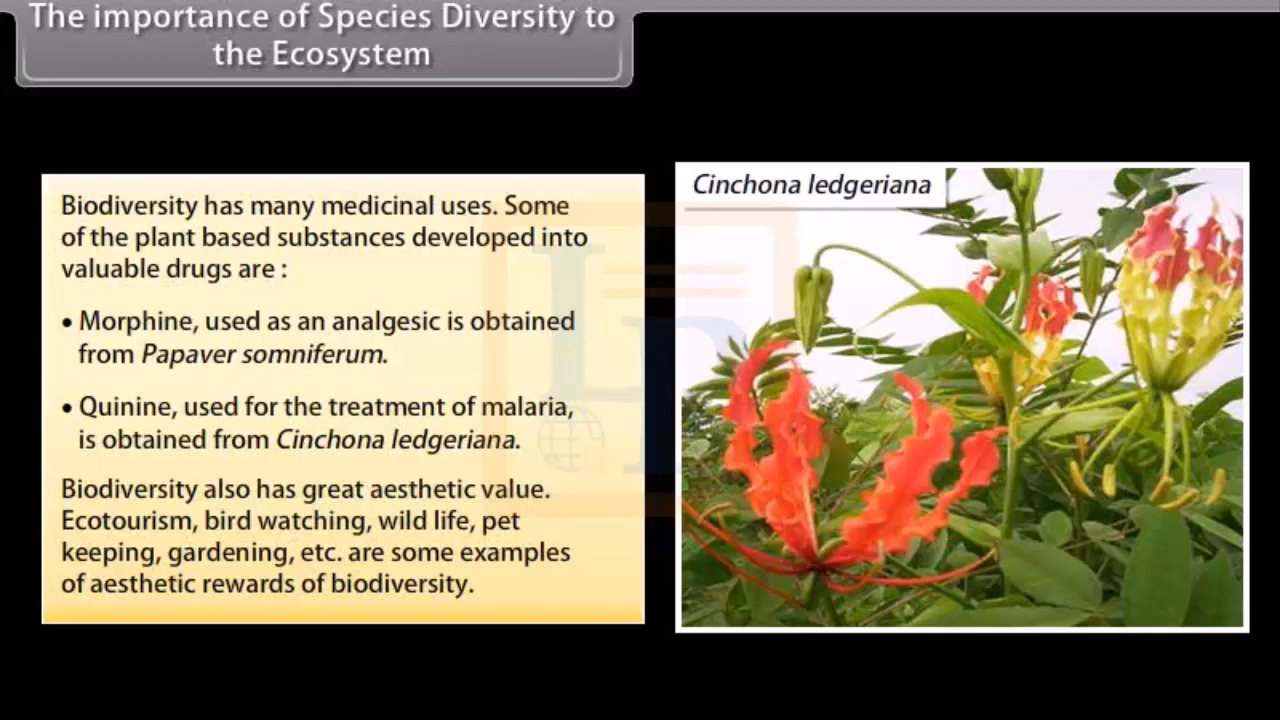 The importance of Species Diversity to
the Ecosystem
Biodiversity has many medicinal uses. Some
of the plant based substances developed into
valuable drugs are :
• Morphine, used as an analgesic is obtained
from Papaver somniferum.
• Quinine, used for the treatment of malaria,
is obtained from Cinchona ledgeriana.
Biodiversity also has great aesthetic value.
Ecotourism, bird watching, wild life, pet
keeping, gardening, etc. are some examples
of aesthetic rewards of biodiversity.
Cinchona ledgeriana